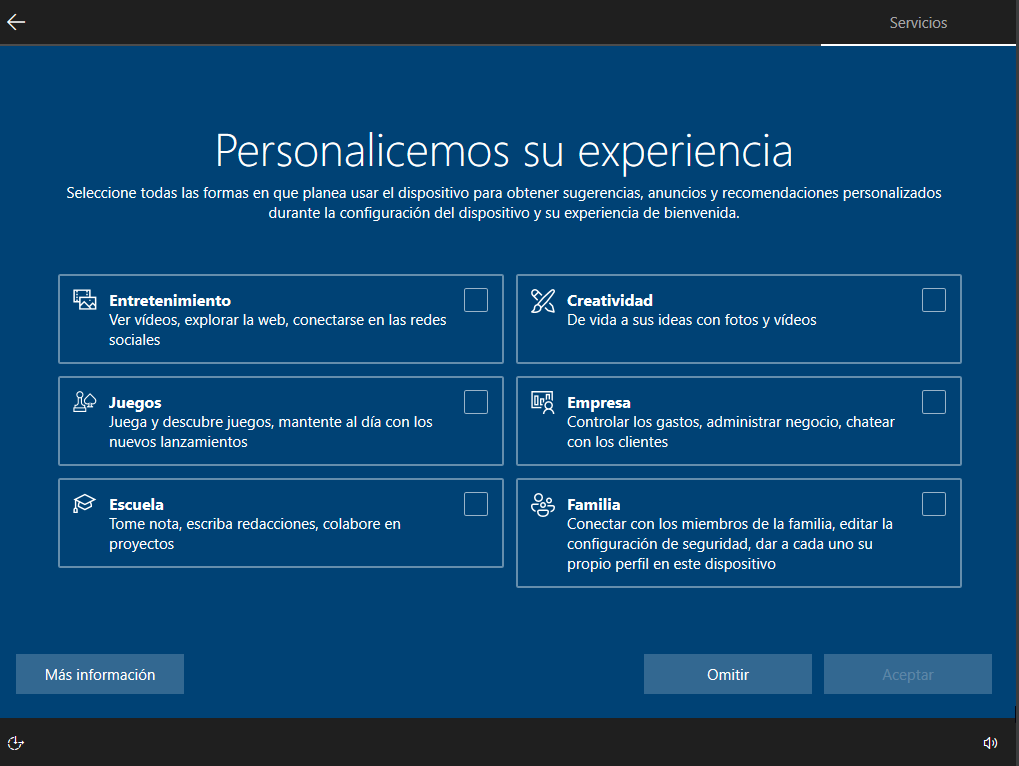 Servicios
Personalicemos su experiencia
Seleccione todas las formas en que planea usar el dispositivo para obtener sugerencias, anuncios y recomendaciones personalizados
durante la configuración del dispositivo y su experiencia de bienvenida.
Entretenimiento
Ver vídeos, explorar la web, conectarse en las redes
sociales
Creatividad
De vida a sus ideas con fotos y vídeos
Juegos
Juega y descubre juegos, mantente al día con los
nuevos lanzamientos
Empresa
Controlar los gastos, administrar negocio, chatear
con los clientes
Escuela
Tome nota, escriba redacciones, colabore en
proyectos
Familia
Conectar con los miembros de la familia, editar la
configuración de seguridad, dar a cada uno su
propio perfil en este dispositivo
Más información
Omitir
Aceptar